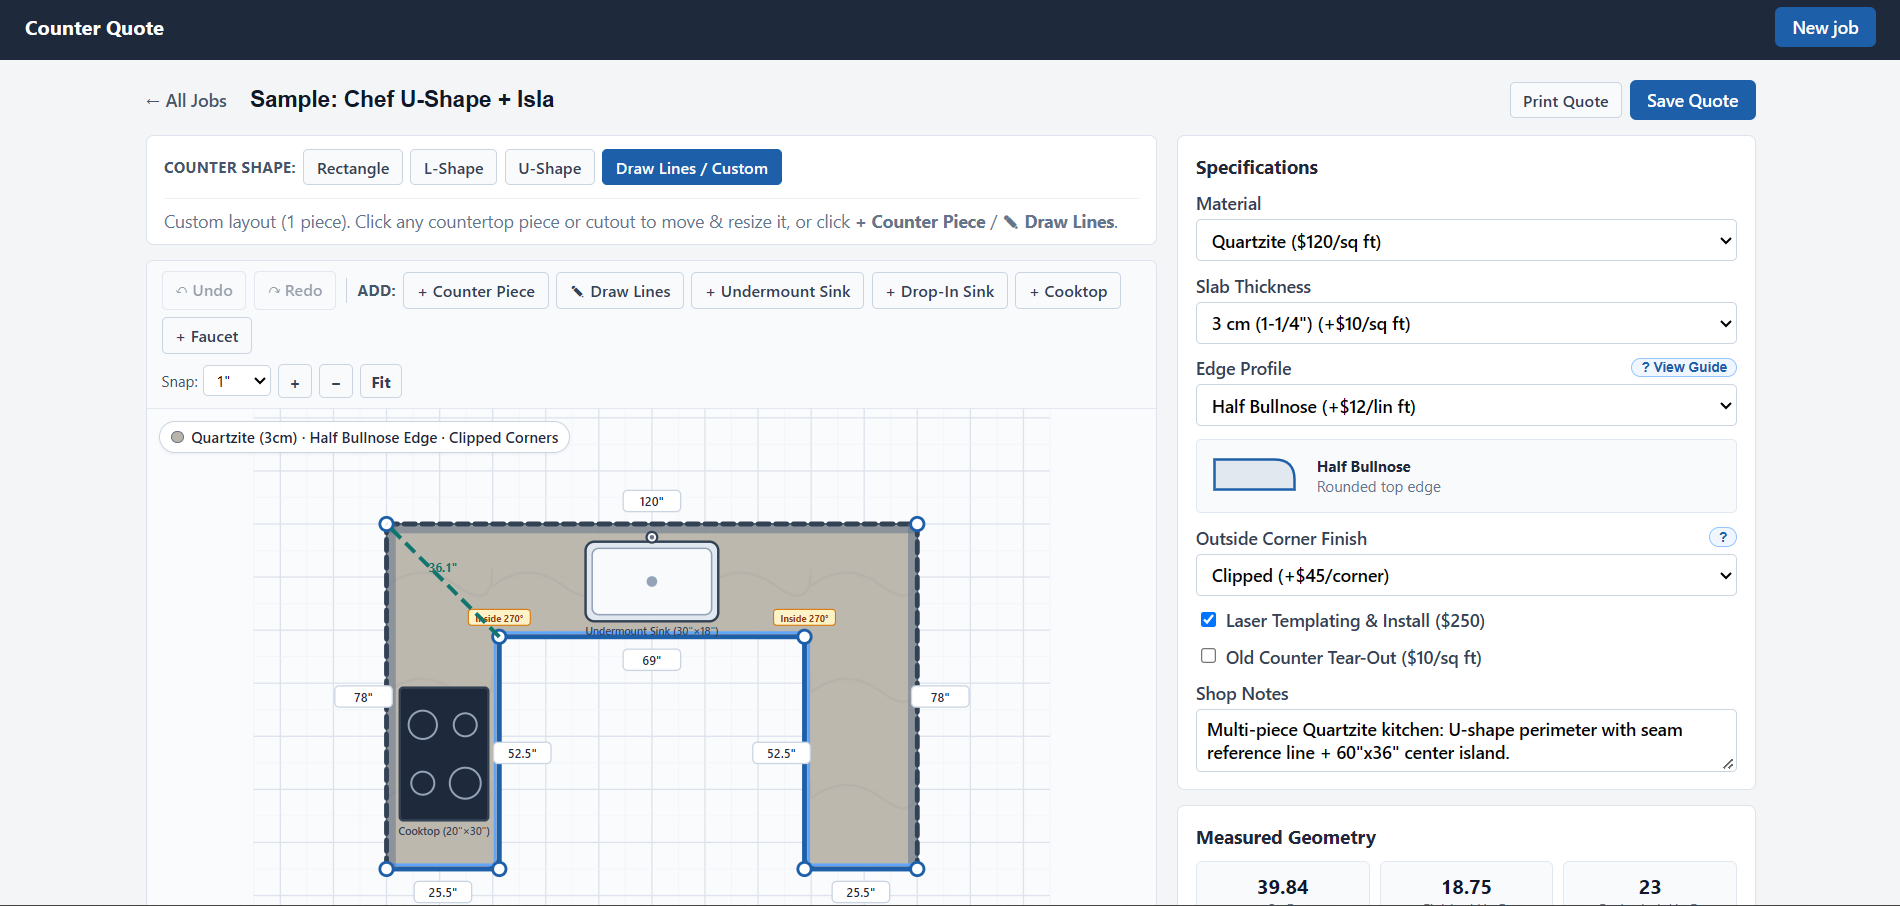 Counter Quote
New job
← All Jobs
Sample: Chef U-Shape + Isla
Print Quote
Save Quote
COUNTER SHAPE:
Rectangle
L-Shape
U-Shape
Draw Lines / Custom
Custom layout (1 piece). Click any countertop piece or cutout to move & resize it, or click + Counter Piece / ✎ Draw Lines.
↶ Undo
↷ Redo
ADD:
+ Counter Piece
✎ Draw Lines
+ Undermount Sink
+ Drop-In Sink
+ Cooktop
+ Faucet
Snap:
1"
+
−
Fit
Quartzite (3cm) · Half Bullnose Edge · Clipped Corners
120"
36.1"
Inside 270°
Inside 270°
Undermount Sink (30"×18")
69"
78"
78"
52.5"
52.5"
Cooktop (20"×30")
25.5"
25.5"
Specifications
Material
Quartzite ($120/sq ft)
Slab Thickness
3 cm (1-1/4") (+$10/sq ft)
Edge Profile
? View Guide
Half Bullnose (+$12/lin ft)
Half Bullnose
Rounded top edge
Outside Corner Finish
?
Clipped (+$45/corner)
Laser Templating & Install ($250)
Old Counter Tear-Out ($10/sq ft)
Shop Notes
Multi-piece Quartzite kitchen: U-shape perimeter with seam
reference line + 60"x36" center island.
Measured Geometry
39.84
18.75
23